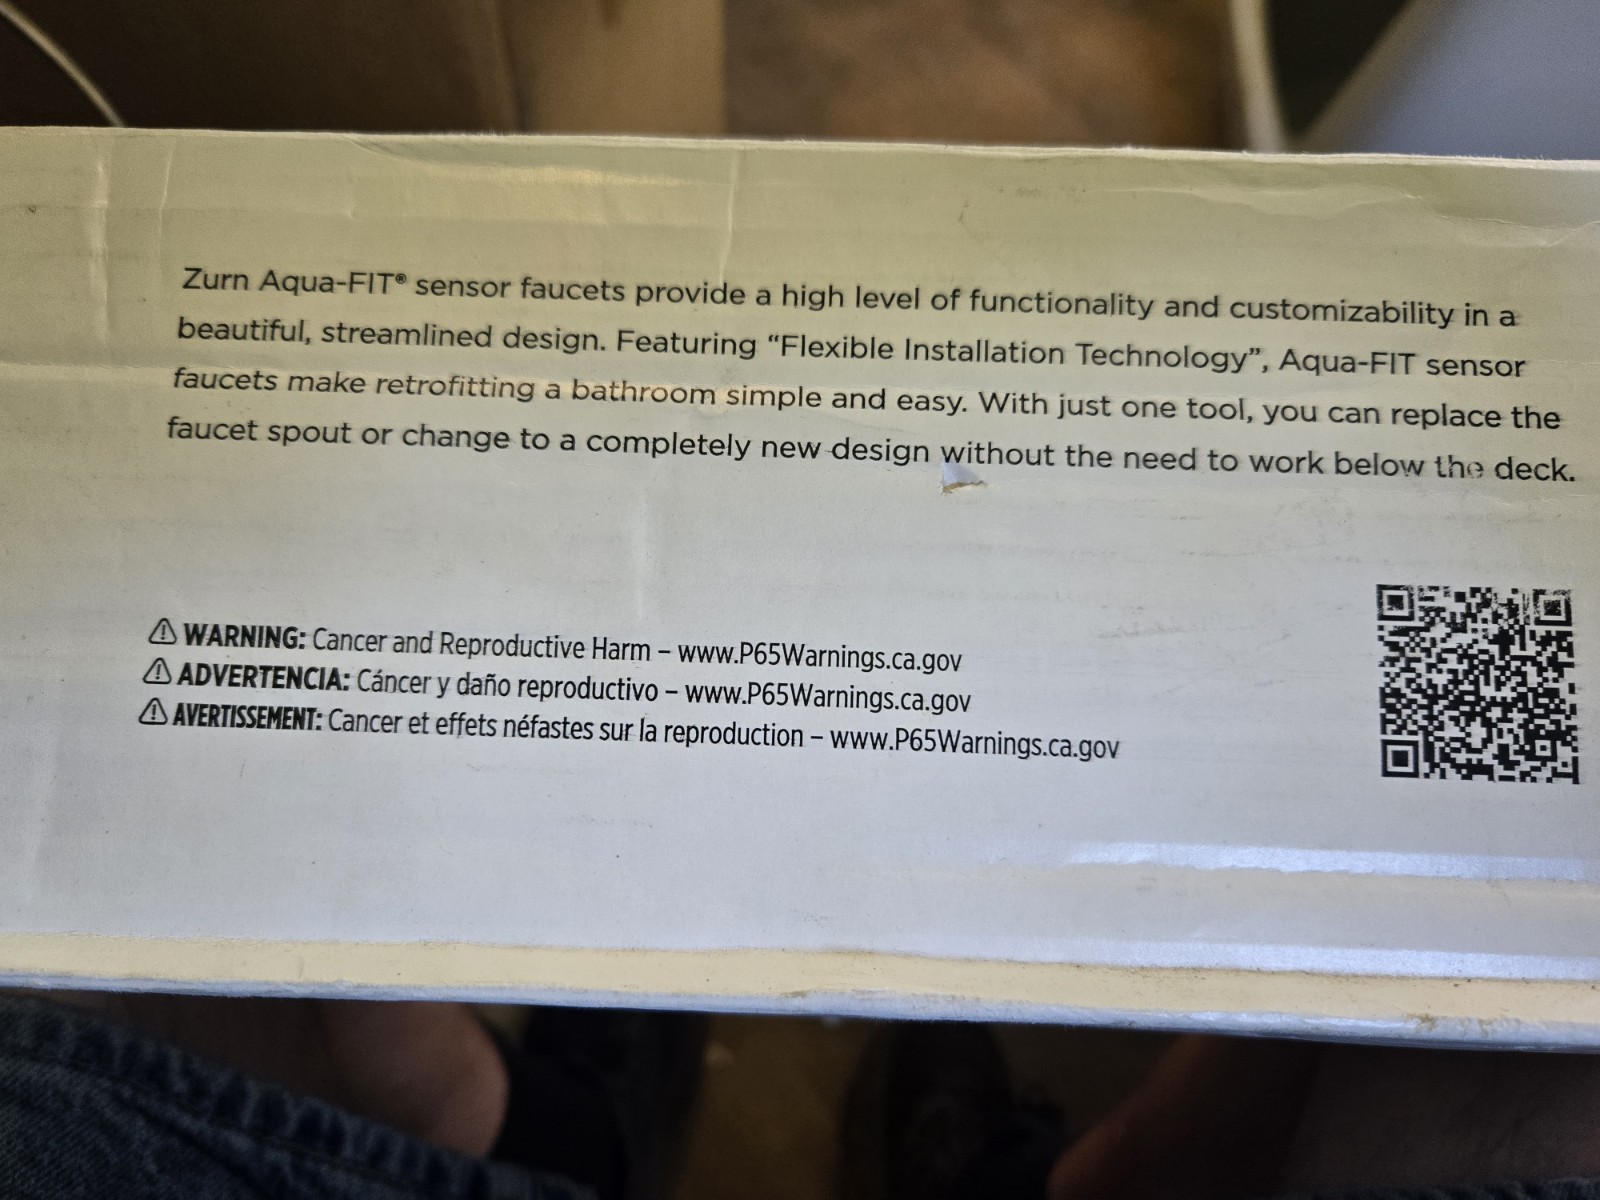 Zurn Aqua-FIT® sensor faucets provide a high level of functionality and customizability in a
beautiful, streamlined design. Featuring “Flexible Installation Technology”, Aqua-FIT sensor
faucets make retrofitting a bathroom simple and easy. With just one tool, you can replace the
faucet spout or change to a completely new design without the need to work below the deck.
⚠ WARNING: Cancer and Reproductive Harm – www.P65Warnings.ca.gov
⚠ ADVERTENCIA: Cáncer y daño reproductivo – www.P65Warnings.ca.gov
⚠ AVERTISSEMENT: Cancer et effets néfastes sur la reproduction – www.P65Warnings.ca.gov